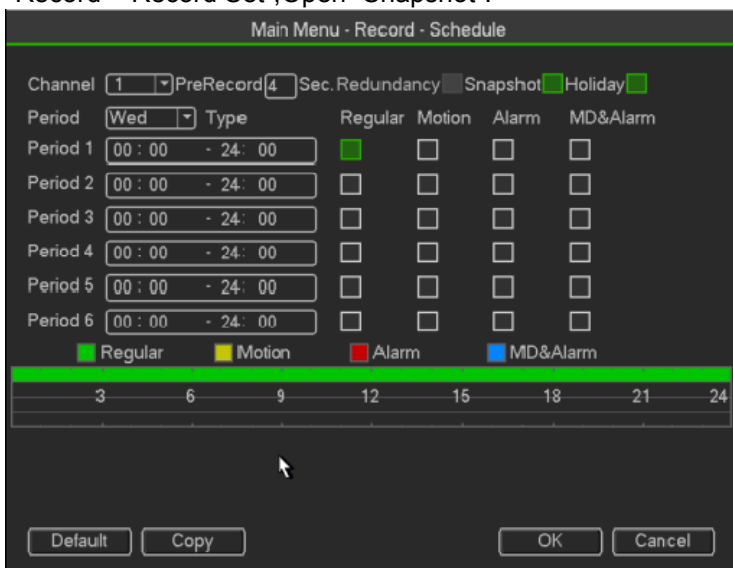 Record – Record Set ,Open "Snapshot".
Main Menu - Record - Schedule
Channel 1 PreRecord 4 Sec. Redundancy Snapshot Holiday
Period Wed Type Regular Motion Alarm MD&Alarm
Period 1 00 : 00 - 24 : 00
Period 2 00 : 00 - 24 : 00
Period 3 00 : 00 - 24 : 00
Period 4 00 : 00 - 24 : 00
Period 5 00 : 00 - 24 : 00
Period 6 00 : 00 - 24 : 00
Regular Motion Alarm MD&Alarm
3 6 9 12 15 18 21 24
Default Copy OK Cancel